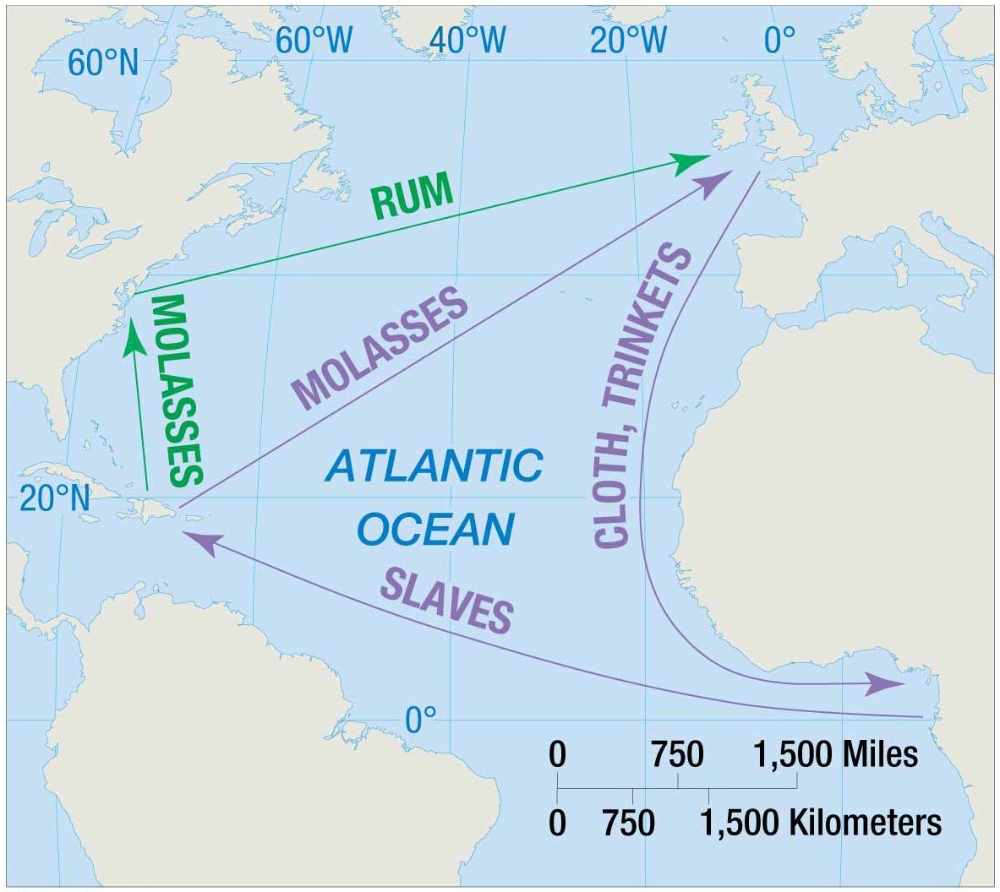 60°W 40°W 20°W 0°
60°N
RUM
MOLASSES
MOLASSES
CLOTH, TRINKETS
ATLANTIC
OCEAN
20°N
SLAVES
0°
0 750 1,500 Miles
0 750 1,500 Kilometers